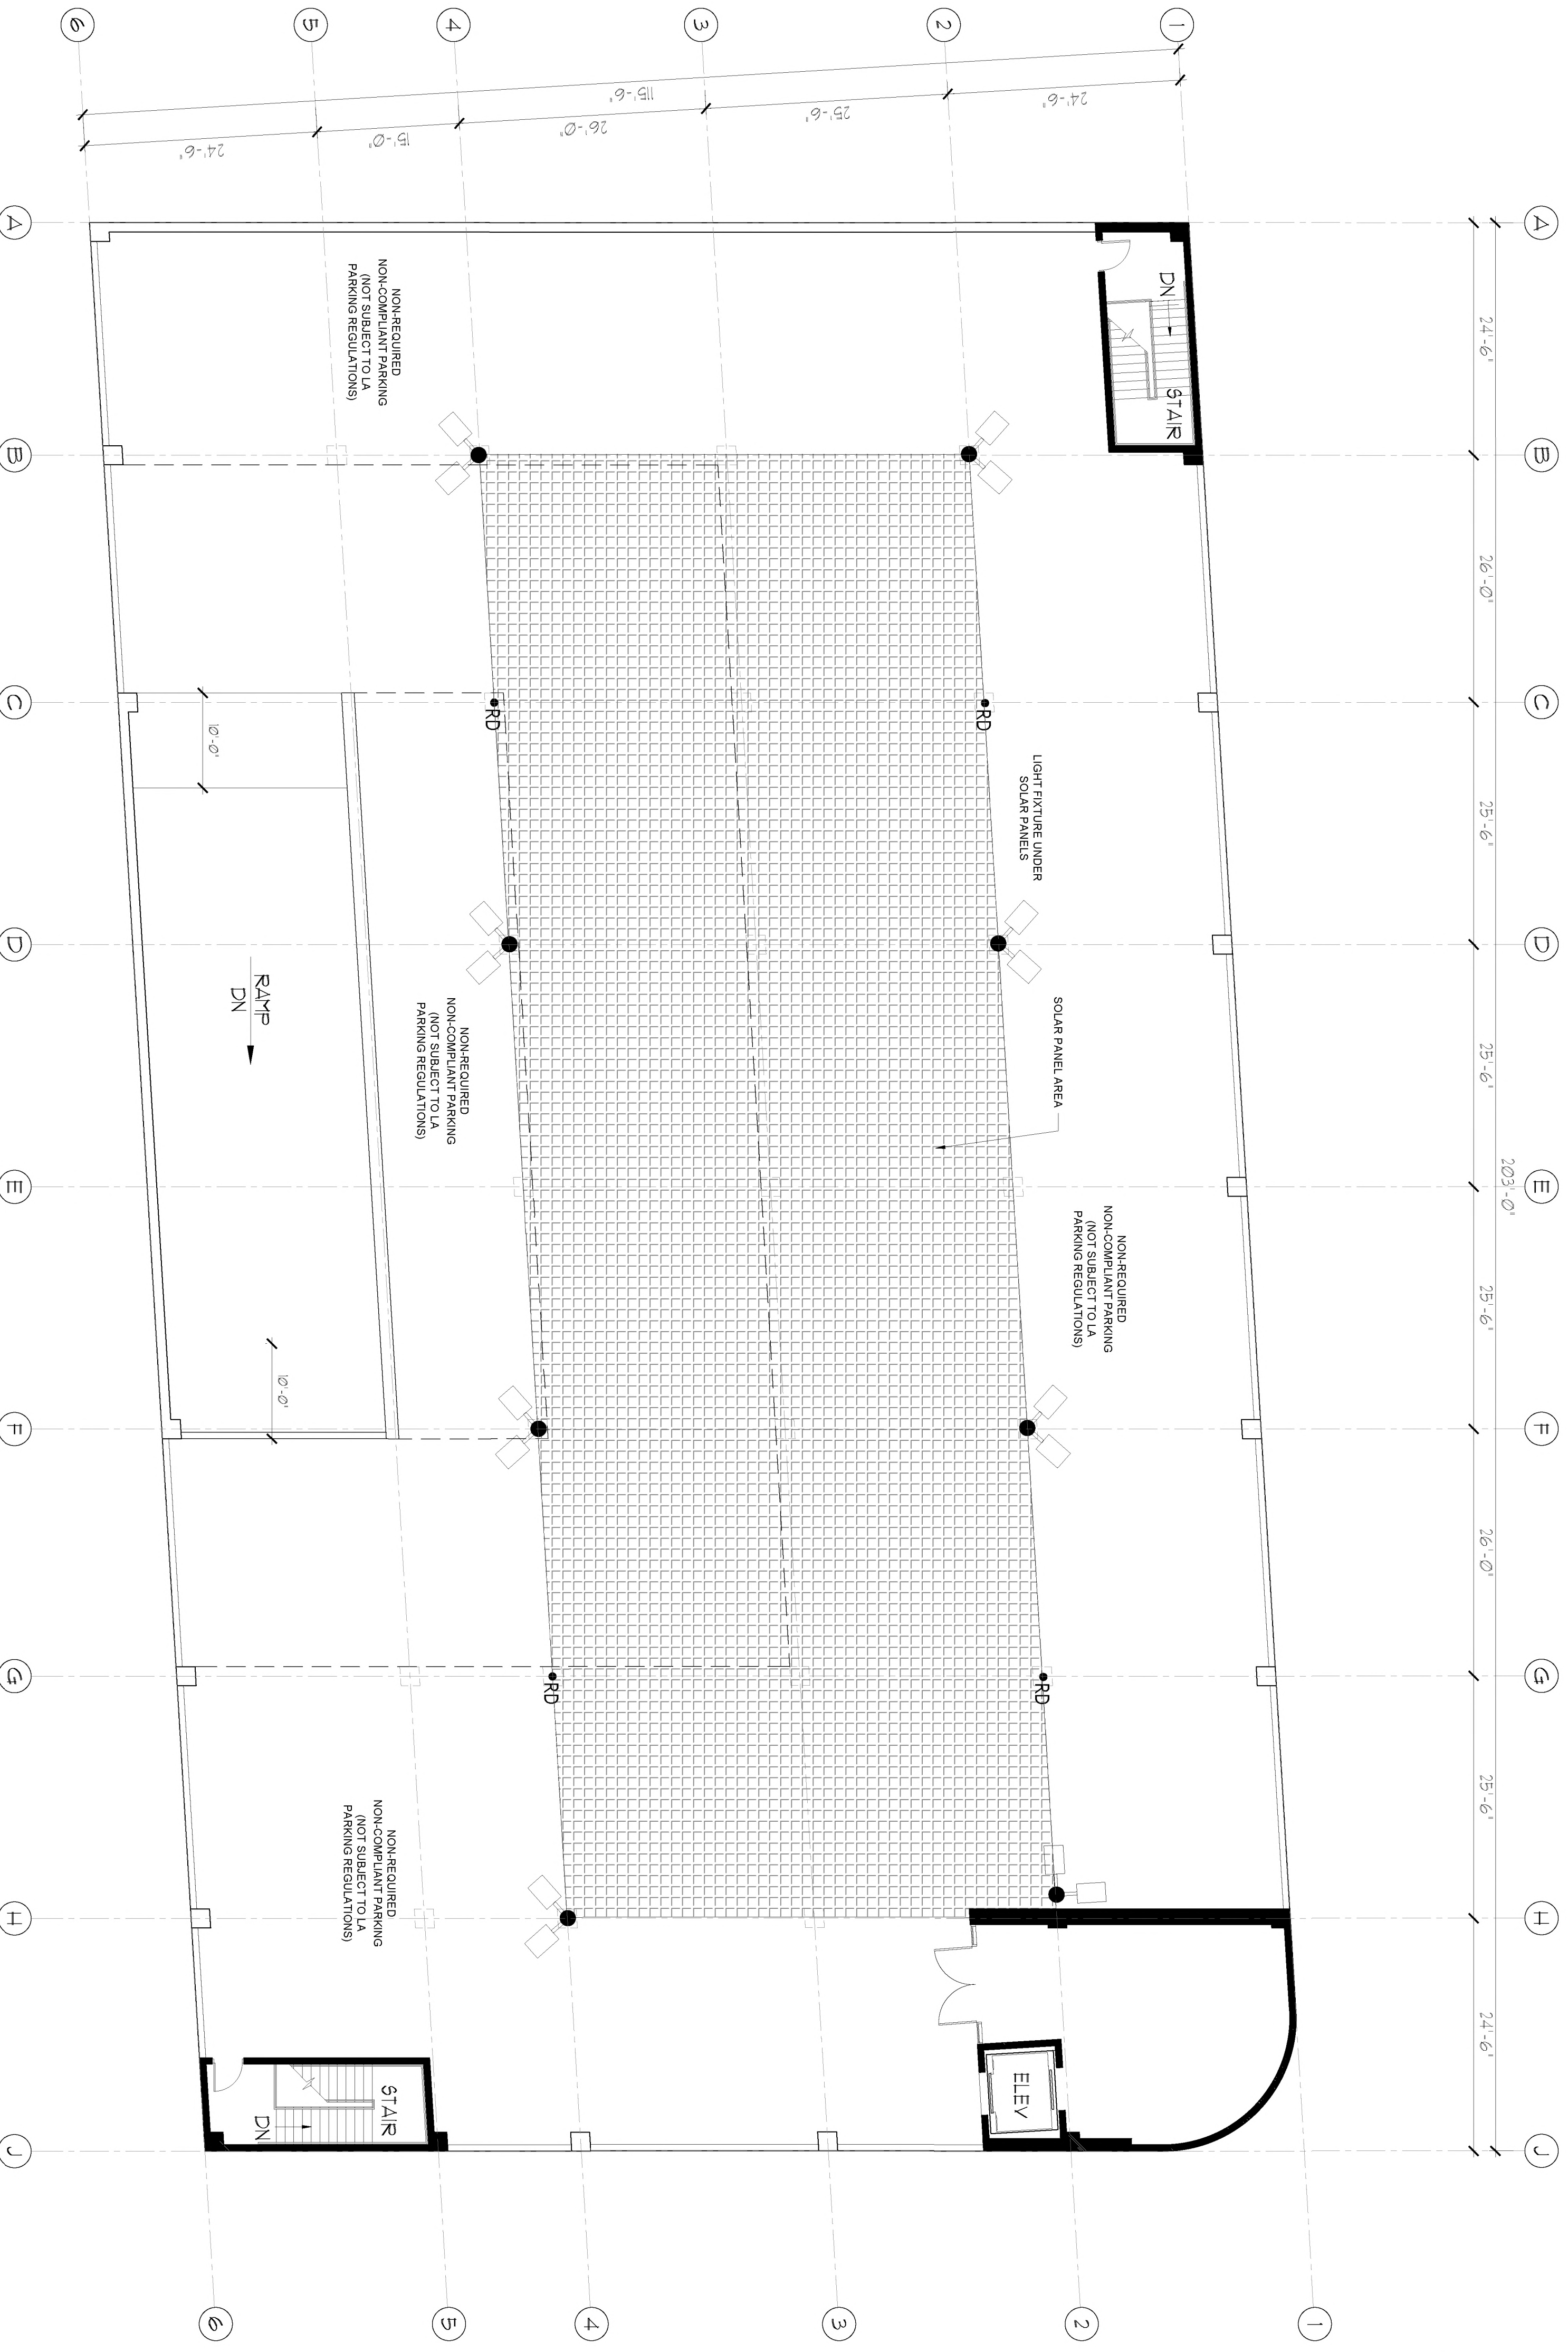 6
5
4
3
2
1
115'-6"
24'-6"
15'-0"
26'-0"
25'-6"
24'-6"
A
A
24'-6"
DN
STAIR
NON-REQUIRED
NON-COMPLIANT PARKING
(NOT SUBJECT TO LA
PARKING REGULATIONS)
B
B
26'-0"
C
C
RD
RD
10'-0"
25'-6"
LIGHT FIXTURE UNDER
SOLAR PANELS
D
D
RAMP
DN
NON-REQUIRED
NON-COMPLIANT PARKING
(NOT SUBJECT TO LA
PARKING REGULATIONS)
SOLAR PANEL AREA
25'-6"
E
E
203'-0"
NON-REQUIRED
NON-COMPLIANT PARKING
(NOT SUBJECT TO LA
PARKING REGULATIONS)
25'-6"
10'-0"
F
F
26'-0"
G
G
RD
RD
25'-6"
NON-REQUIRED
NON-COMPLIANT PARKING
(NOT SUBJECT TO LA
PARKING REGULATIONS)
H
H
24'-6"
STAIR
DN
ELEV
J
J
6
5
4
3
2
1